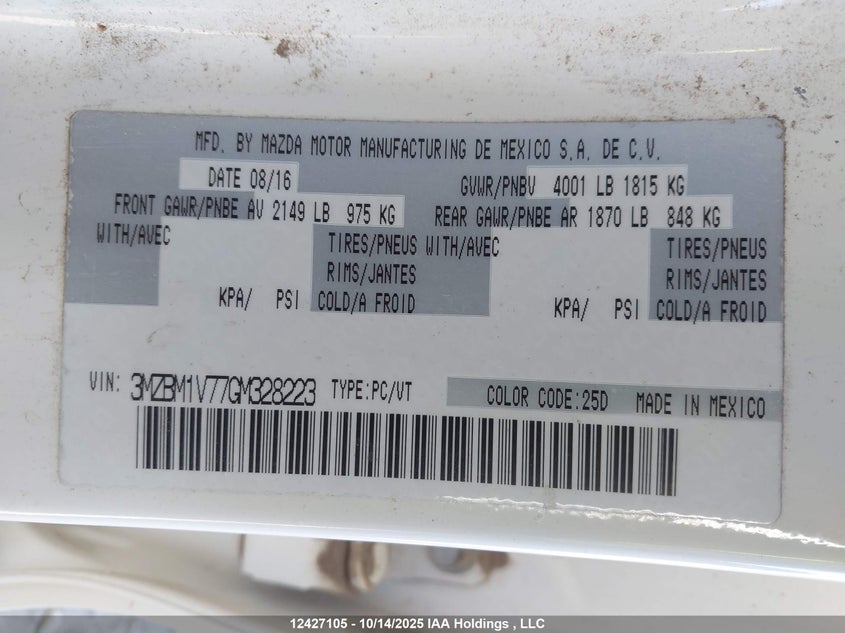 MFD. BY MAZDA MOTOR MANUFACTURING DE MEXICO S.A. DE C.V.
DATE 08/16 GVWR/PNBV 4001 LB 1815 KG
FRONT GAWR/PNBE AV 2149 LB 975 KG REAR GAWR/PNBE AR 1870 LB 848 KG
WITH/AVEC TIRES/PNEUS WITH/AVEC TIRES/PNEUS
RIMS/JANTES RIMS/JANTES
KPA/ PSI COLD/A FROID KPA/ PSI COLD/A FROID
VIN: 3MZBM1V77GM328223 TYPE:PC/VT COLOR CODE:25D MADE IN MEXICO
12427105 - 10/14/2025 IAA Holdings , LLC